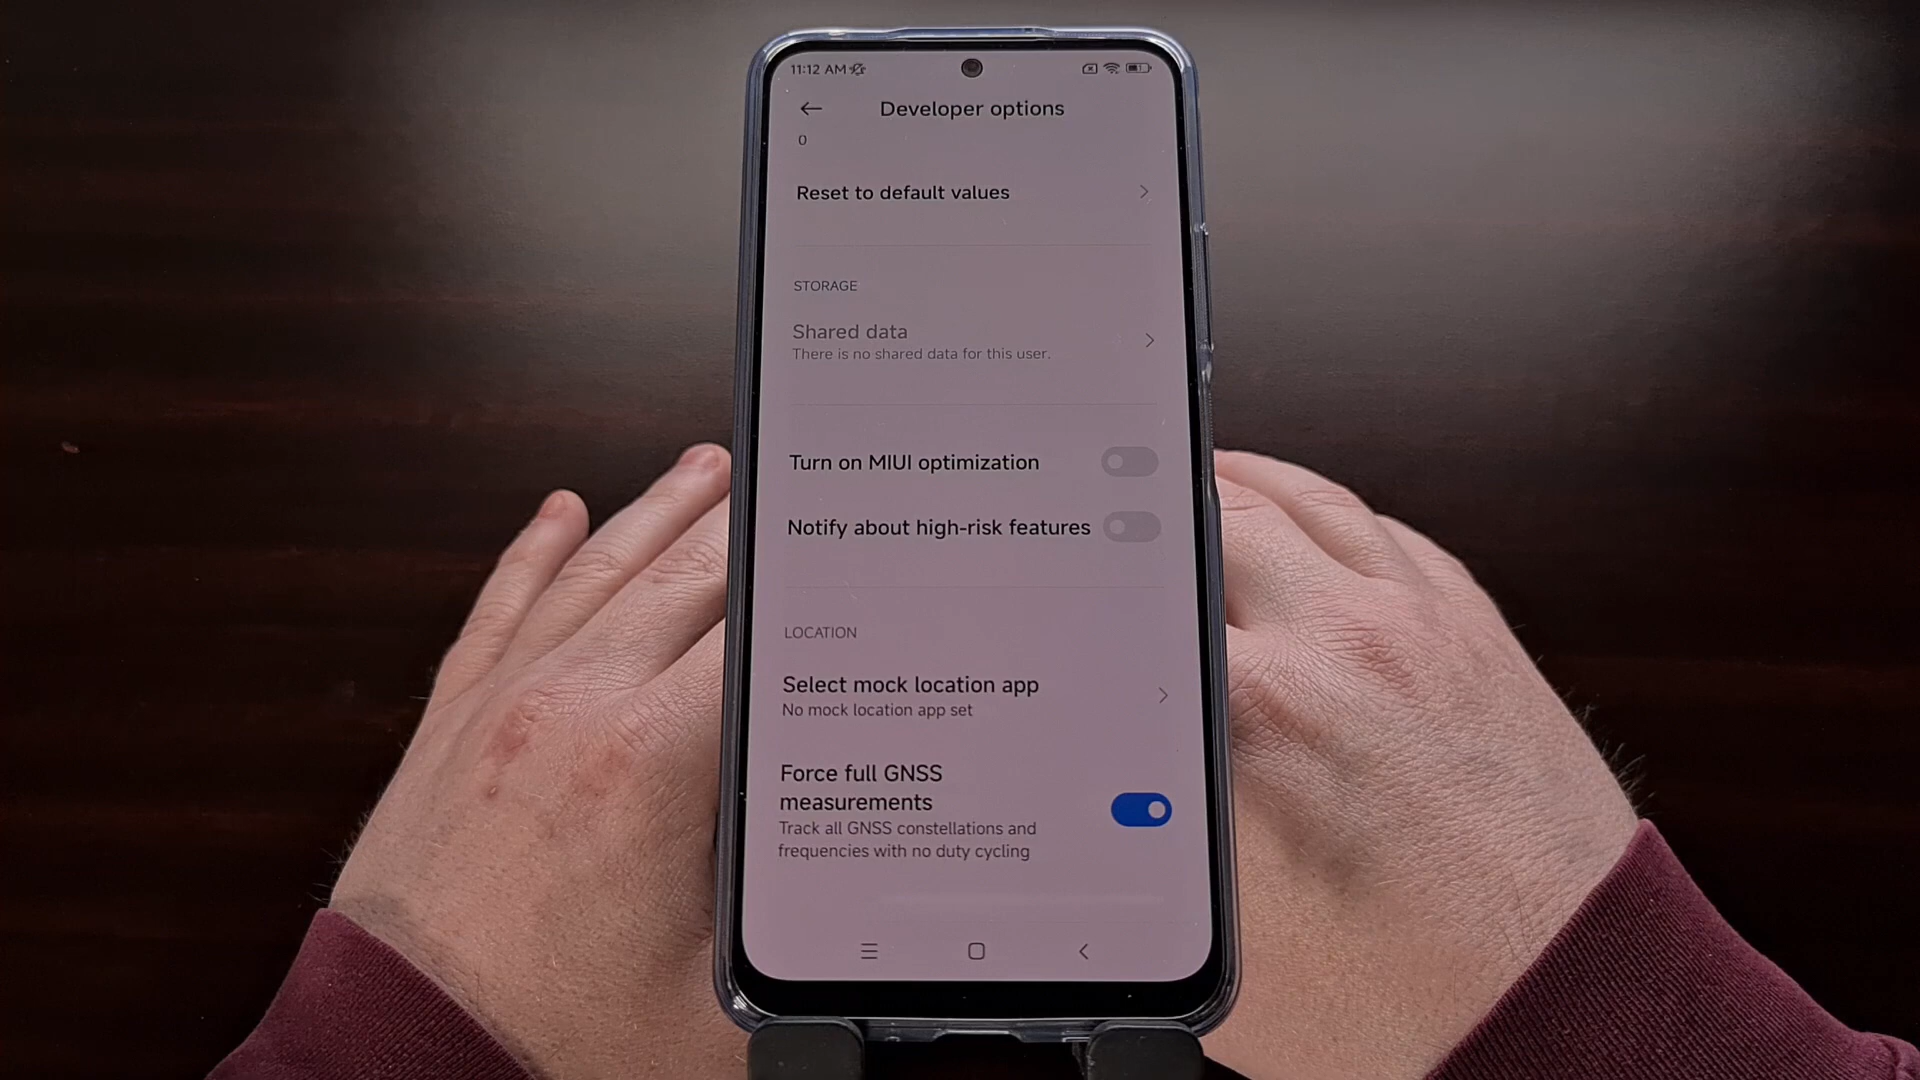 11:12 AM
Developer options
0
Reset to default values
STORAGE
Shared data
There is no shared data for this user.
Turn on MIUI optimization
Notify about high-risk features
LOCATION
Select mock location app
No mock location app set
Force full GNSS
measurements
Track all GNSS constellations and
frequencies with no duty cycling